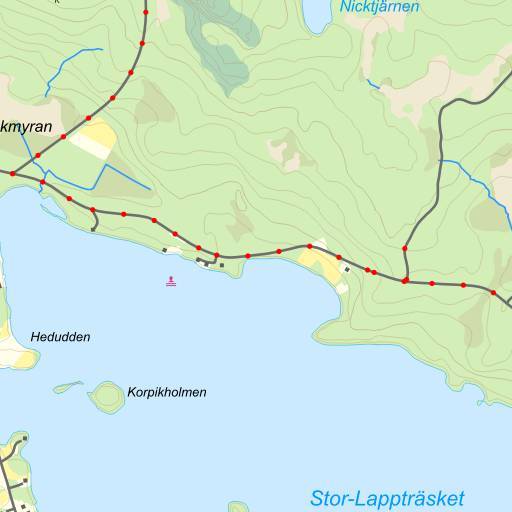 Nicktjärnen
kmyran
Hedudden
Korpikholmen
Stor-Lappträsket